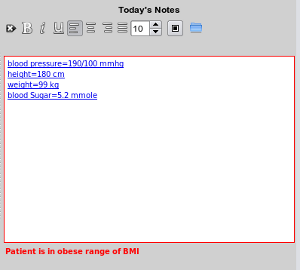 Today's Notes
B i U 10
blood pressure=190/100 mmhg
height=180 cm
weight=99 kg
blood Sugar=5.2 mmole
Patient is in obese range of BMI